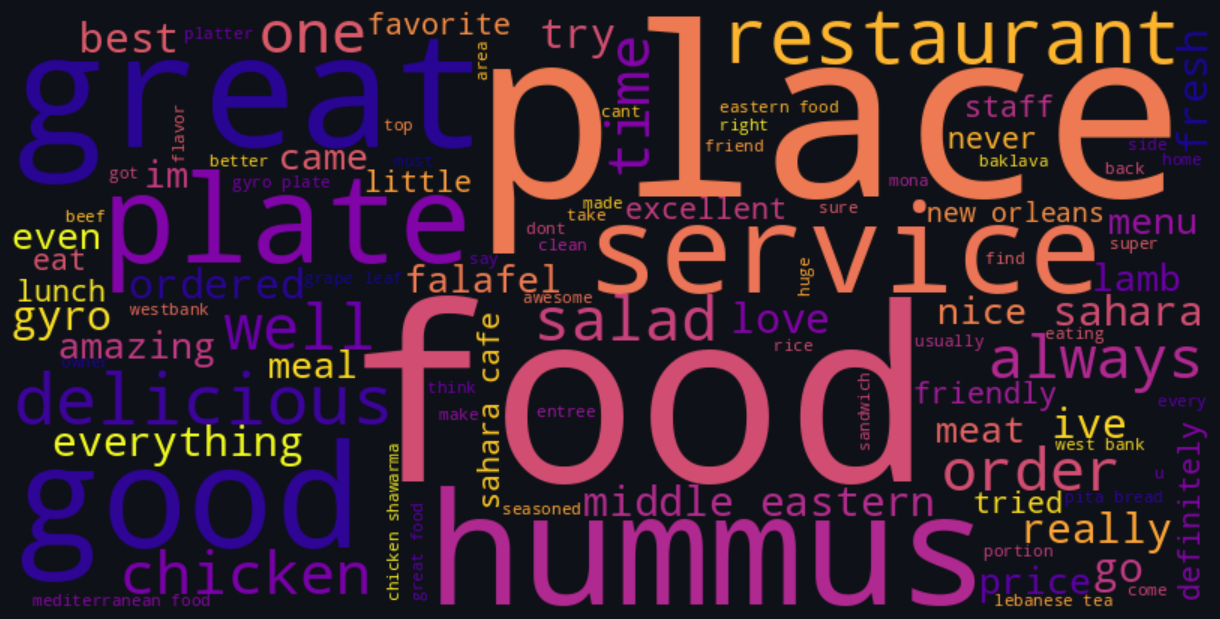 best
platter
one
favorite
try
restaurant
great
area
time
place
fresh
cant
eastern food
right
friend
staff
never
baklava
side
home
back
flavor
top
better
came
must
got
im
gyro plate
little
mona
plate
beef
made
take
excellent
sure
new orleans
menu
super
even
eat
dont
clean
say
service
find
huge
lamb
ordered
grape leaf
falafel
lunch
gyro
westbank
awesome
well
salad
love
rice
nice
sahara
eating
usually
amazing
owner
meal
sahara cafe
food
always
delicious
think
make
entree
sandwich
friendly
every
meat
ive
west bank
everything
order
u
definitely
good
chicken shawarma
great food
seasoned
middle eastern
tried
pita bread
really
hummus
portion
chicken
price
go
come
mediterranean food
lebanese tea